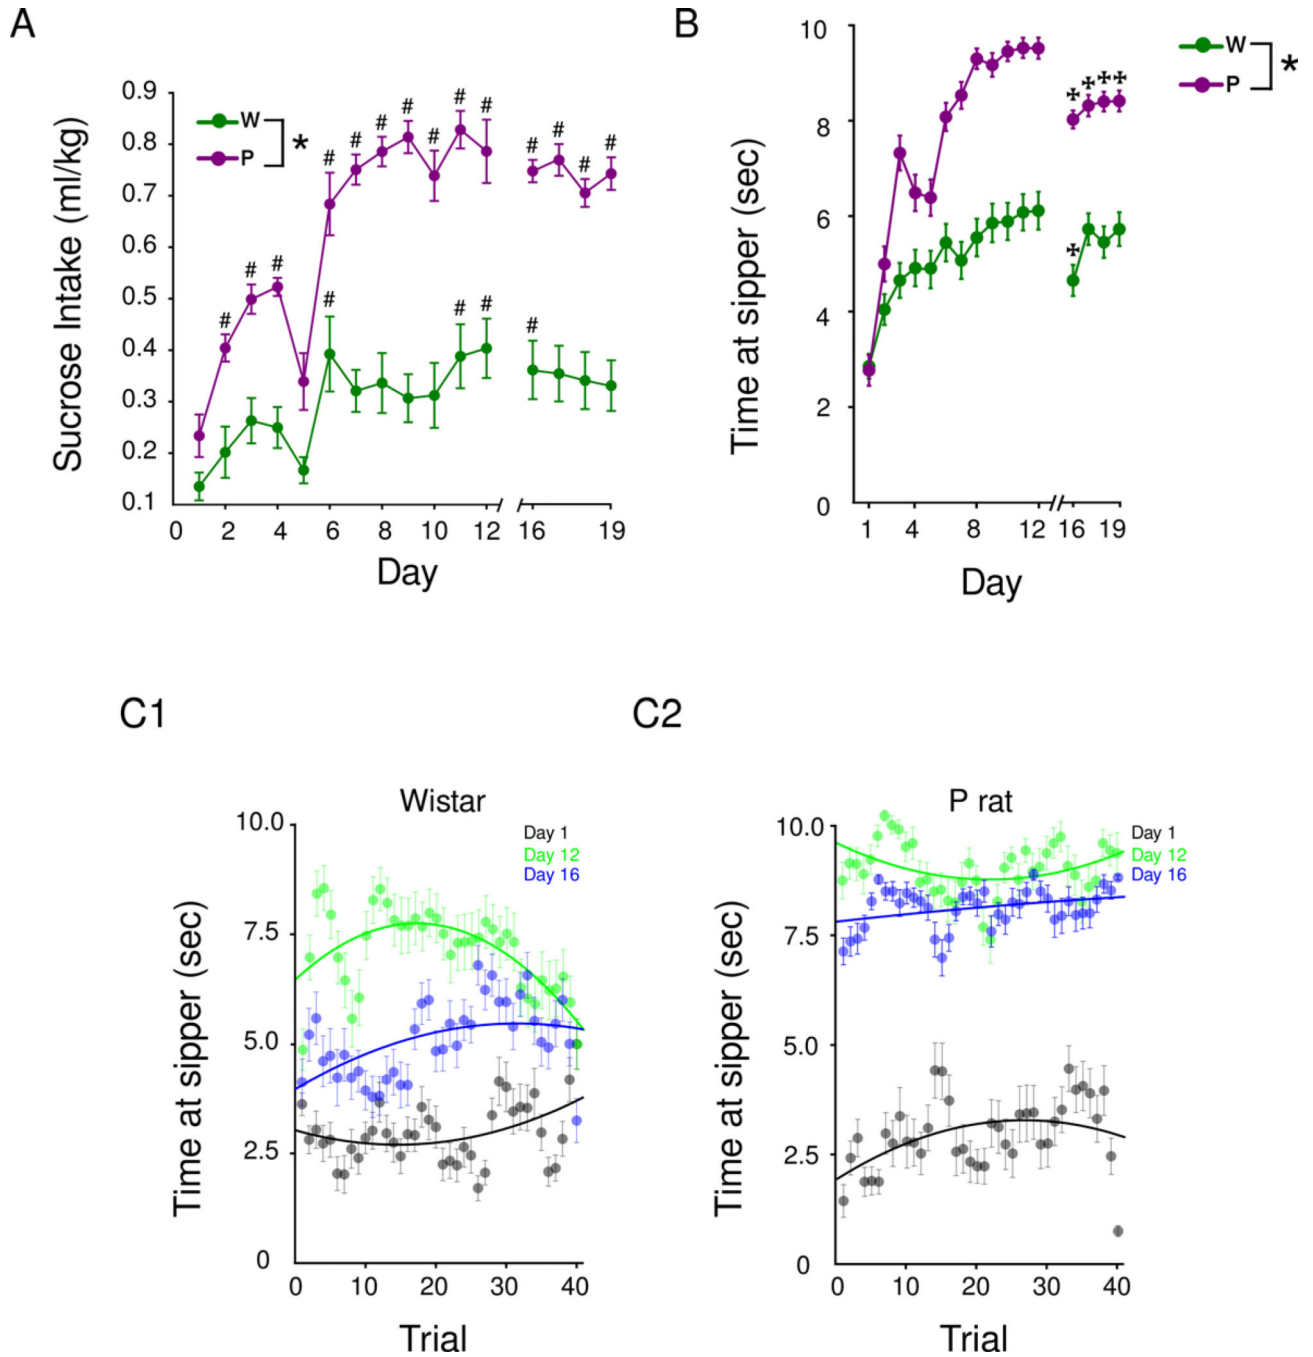 A
B
Sucrose Intake (ml/kg)
0.9
0.8
0.7
0.6
0.5
0.4
0.3
0.2
0.1
W
P
*
# # # # # # # # # # # # # #
# # # #
0 2 4 6 8 10 12 16 19
Day
Time at sipper (sec)
10
8
6
4
2
0
W
P
*
✠ ✠ ✠ ✠
✠
1 4 8 12 16 19
Day
C1
C2
Wistar
Time at sipper (sec)
10.0
7.5
5.0
2.5
0
Day 1
Day 12
Day 16
0 10 20 30 40
Trial
P rat
Time at sipper (sec)
10.0
7.5
5.0
2.5
0
Day 1
Day 12
Day 16
0 10 20 30 40
Trial